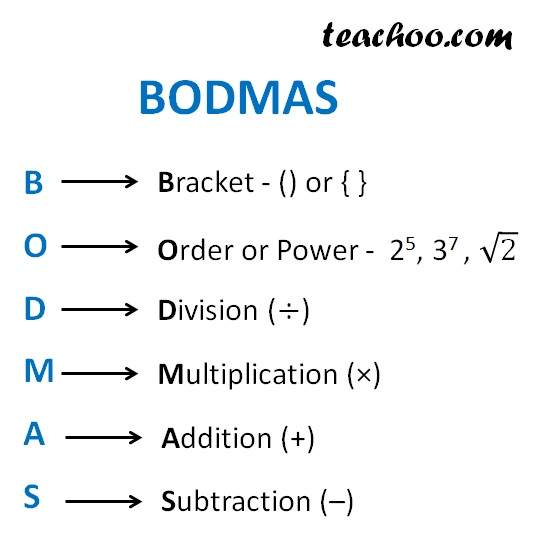 teachoo.com
BODMAS
B → Bracket - () or { }
O → Order or Power - 2⁵, 3⁷, √2
D → Division (÷)
M → Multiplication (×)
A → Addition (+)
S → Subtraction (–)